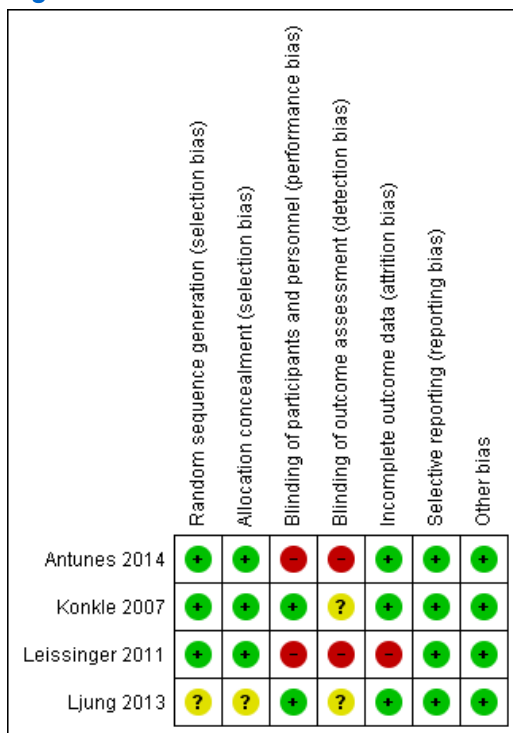 Random sequence generation (selection bias)
Allocation concealment (selection bias)
Blinding of participants and personnel (performance bias)
Blinding of outcome assessment (detection bias)
Incomplete outcome data (attrition bias)
Selective reporting (reporting bias)
Other bias
Antunes 2014 + + - - + + +
Konkle 2007 + + + ? + + +
Leissinger 2011 + + - - - + +
Ljung 2013 ? ? + ? + + +